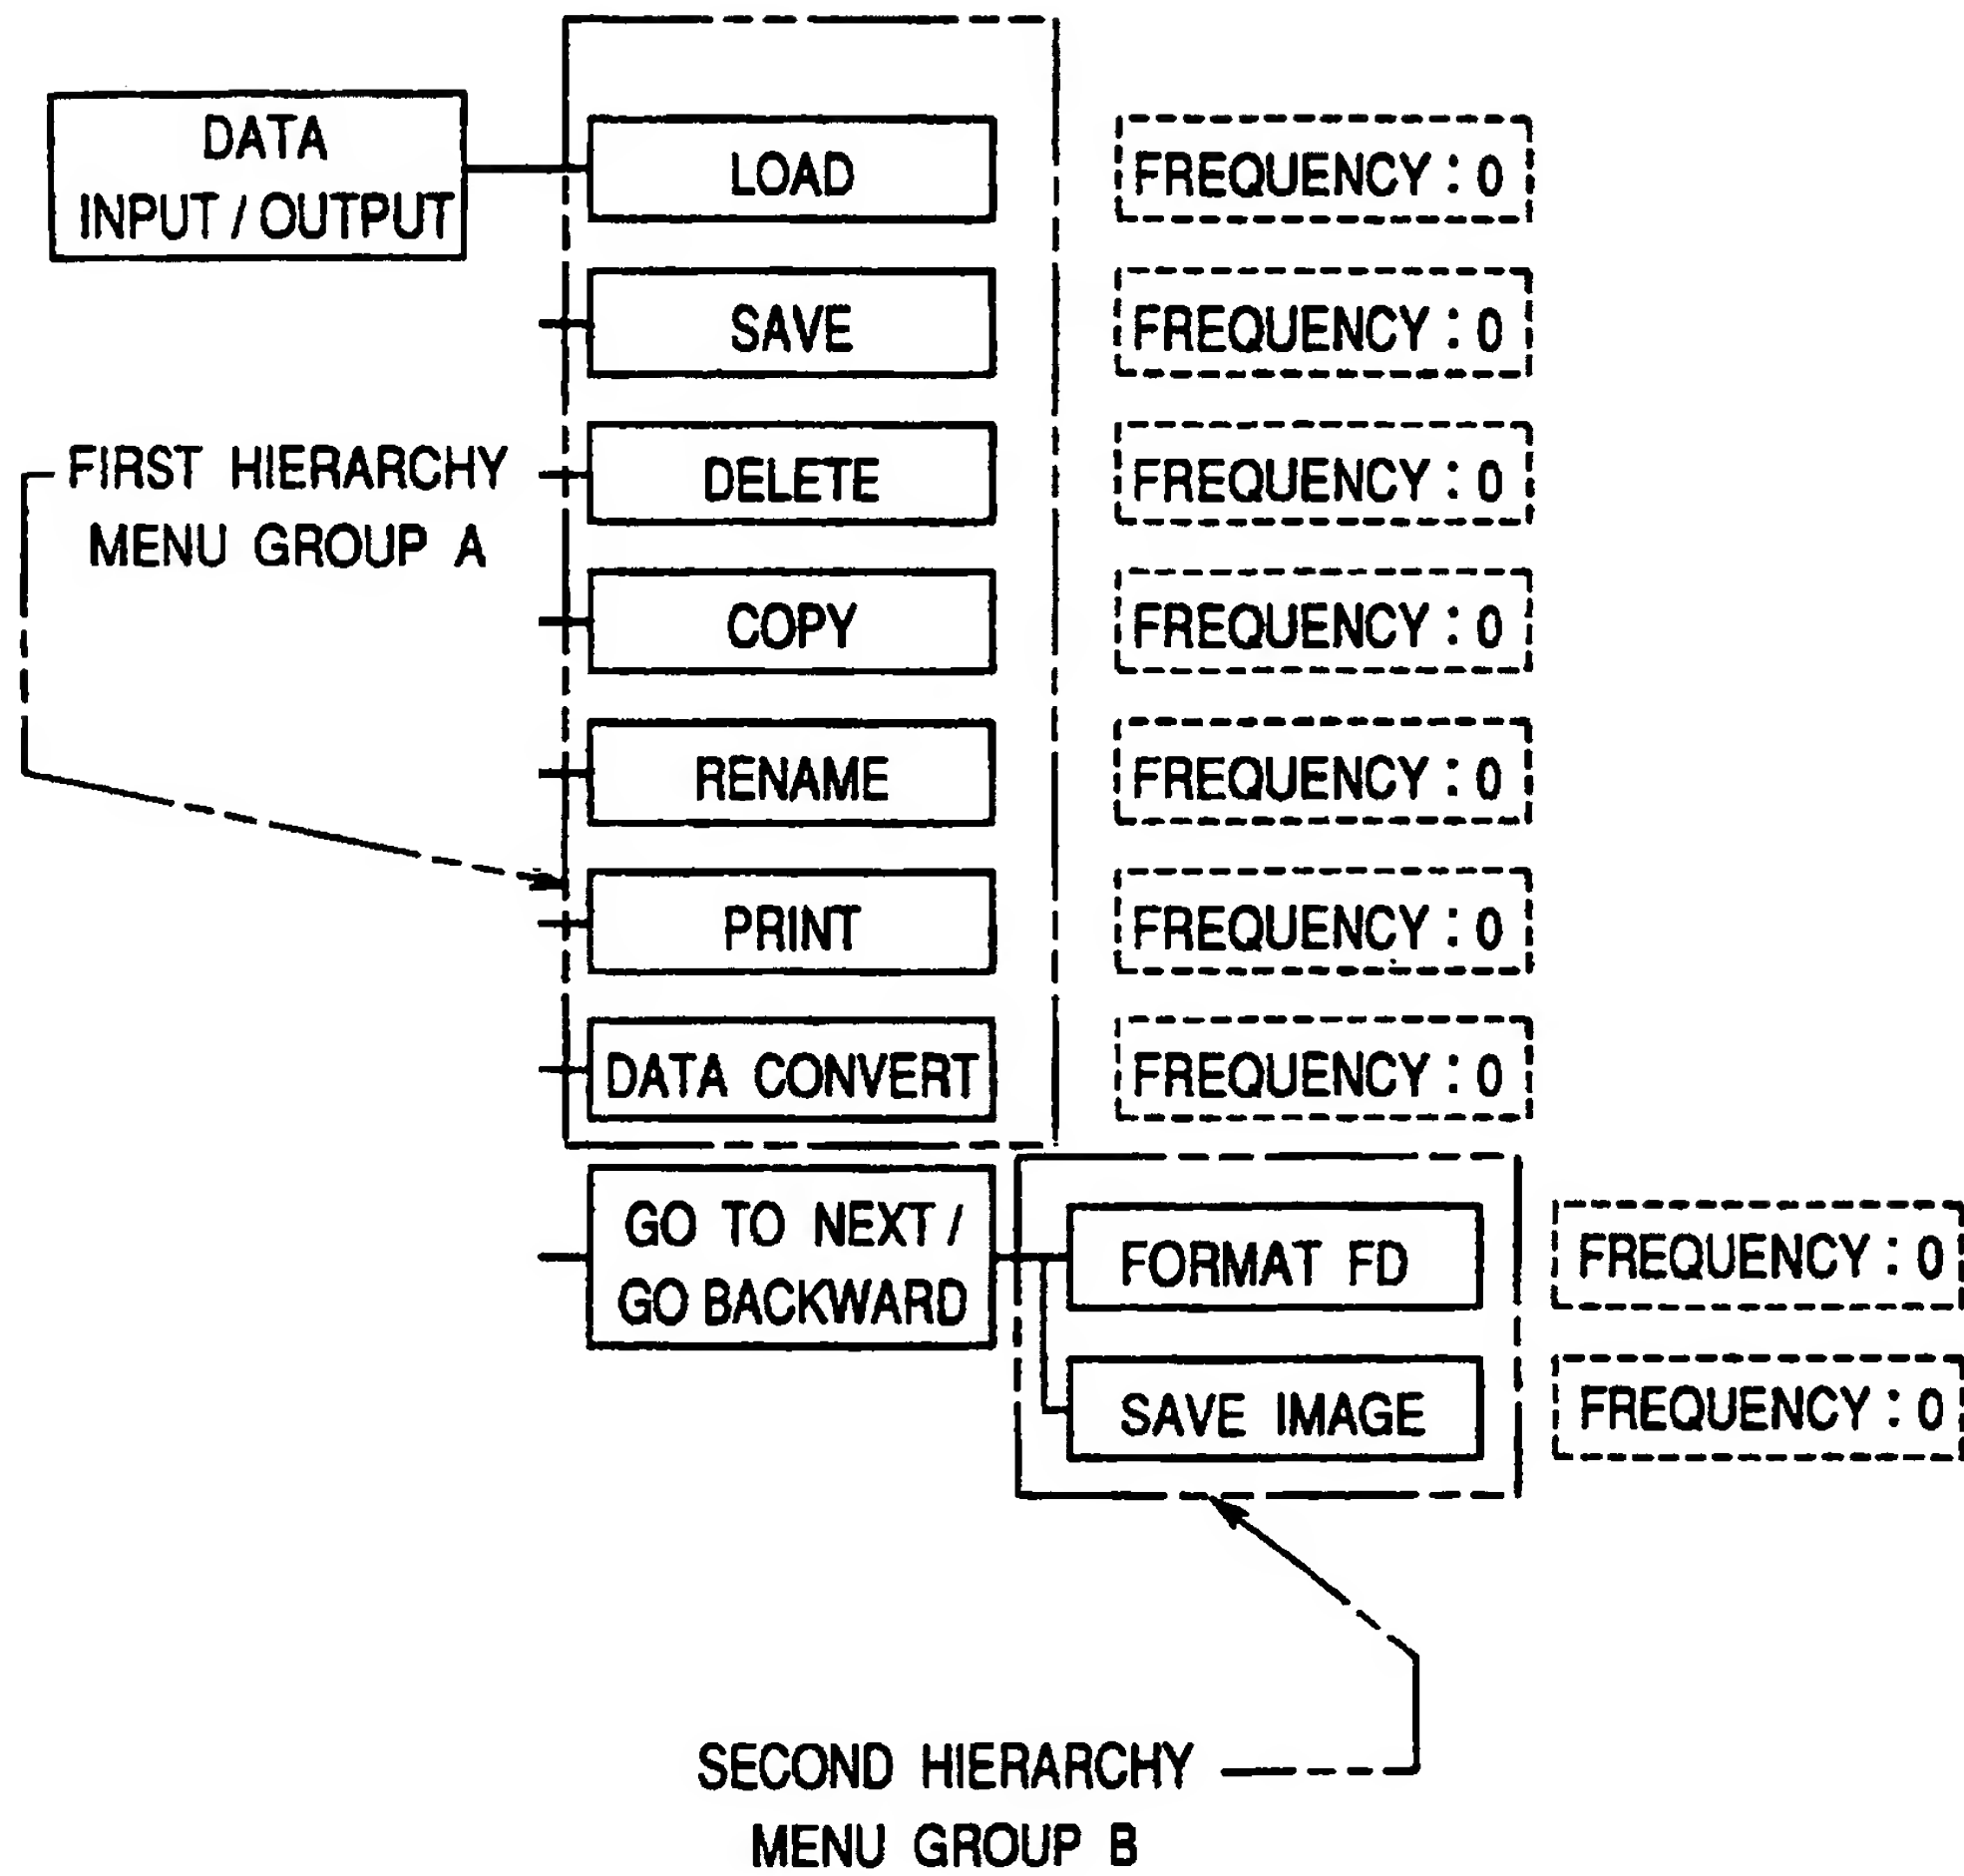 DATA
INPUT / OUTPUT
LOAD
FREQUENCY : 0
SAVE
FREQUENCY : 0
FIRST HIERARCHY
MENU GROUP A
DELETE
FREQUENCY : 0
COPY
FREQUENCY : 0
RENAME
FREQUENCY : 0
PRINT
FREQUENCY : 0
DATA CONVERT
FREQUENCY : 0
GO TO NEXT /
GO BACKWARD
FORMAT FD
FREQUENCY : 0
SAVE IMAGE
FREQUENCY : 0
SECOND HIERARCHY
MENU GROUP B